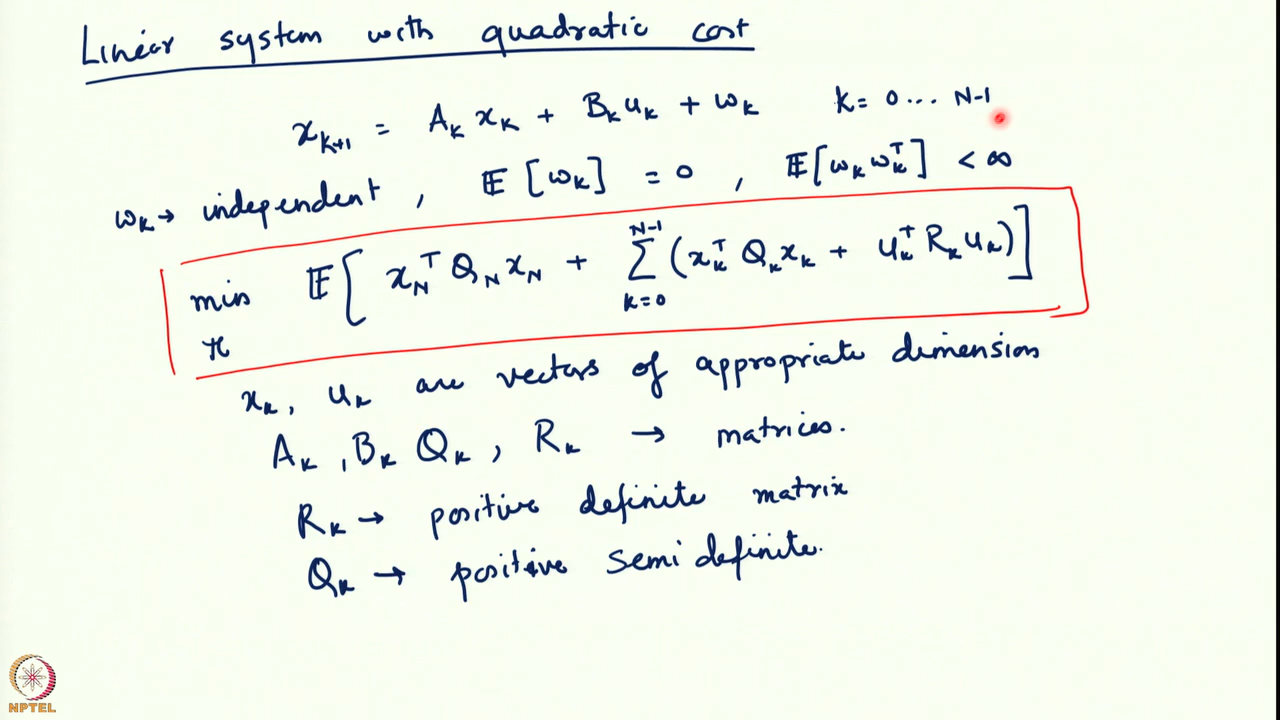 Linear system with quadratic cost
x_{k+1} = A_k x_k + B_k u_k + w_k   k = 0 ... N-1
w_k → independent, 𝔼[w_k] = 0, 𝔼[w_k w_k^T] < ∞
min_π 𝔼[x_N^T Q_N x_N + Σ_{k=0}^{N-1} (x_k^T Q_k x_k + u_k^T R_k u_k)]
x_k, u_k are vectors of appropriate dimension
A_k, B_k Q_k, R_k → matrices.
R_k → positive definite matrix
Q_k → positive semi definite.
NPTEL